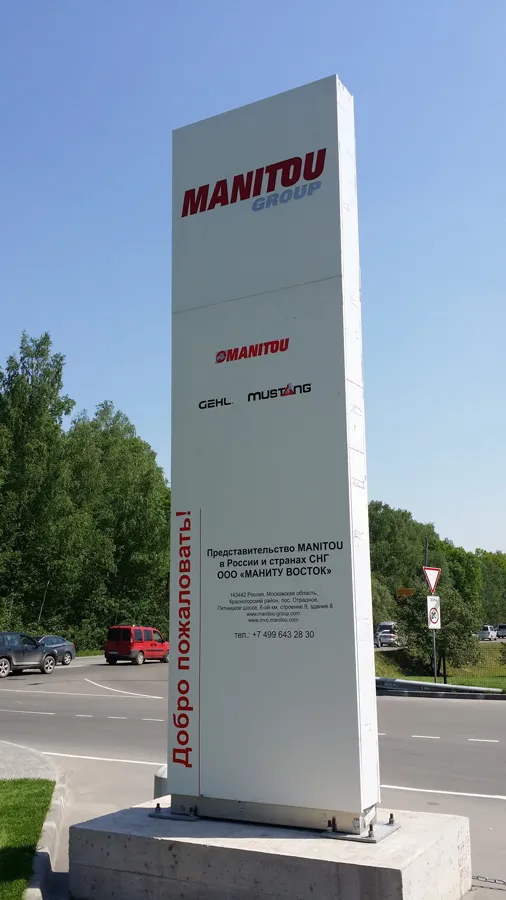 MANITOU
GROUP
MANITOU
GEHL. MUSTANG
Добро пожаловать!
Представительство MANITOU
в России и странах СНГ
ООО «МАНИТУ ВОСТОК»
143442 Россия, Московская область,
Красногорский район, пос. Отрадное,
Пятницкое шоссе, 6-ой км, строение 9, здание 8
www.manitou-group.com
www.mvo.manitou.com
тел.: +7 499 643 28 30